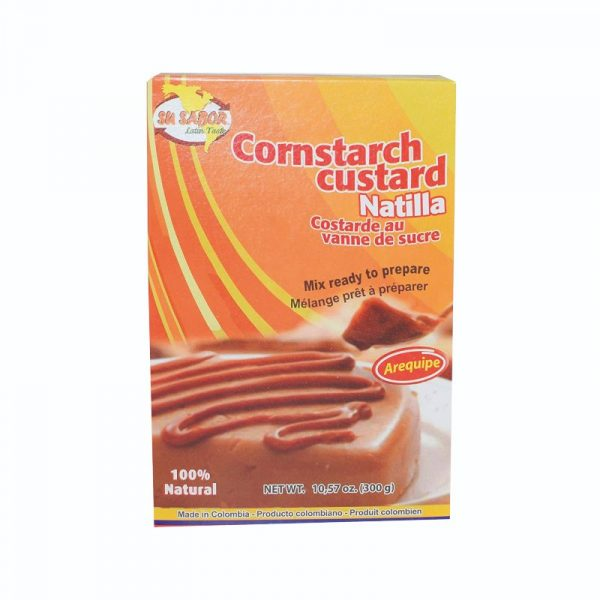 SU SABOR
Latin Taste
Cornstarch
custard
Natilla
Costarde au
vanne de sucre
Mix ready to prepare
Mélange prêt à préparer
Arequipe
100%
Natural
NET WT. 10,57 oz. (300 g)
Made in Colombia - Producto colombiano - Produit colombien